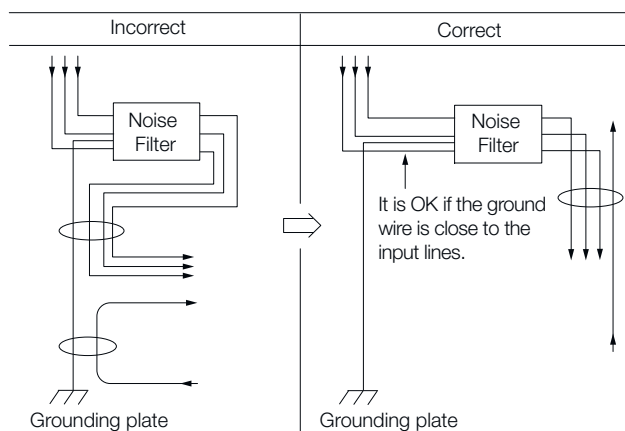 Incorrect
Correct
Noise
Filter
Noise
Filter
It is OK if the ground
wire is close to the
input lines.
Grounding plate
Grounding plate